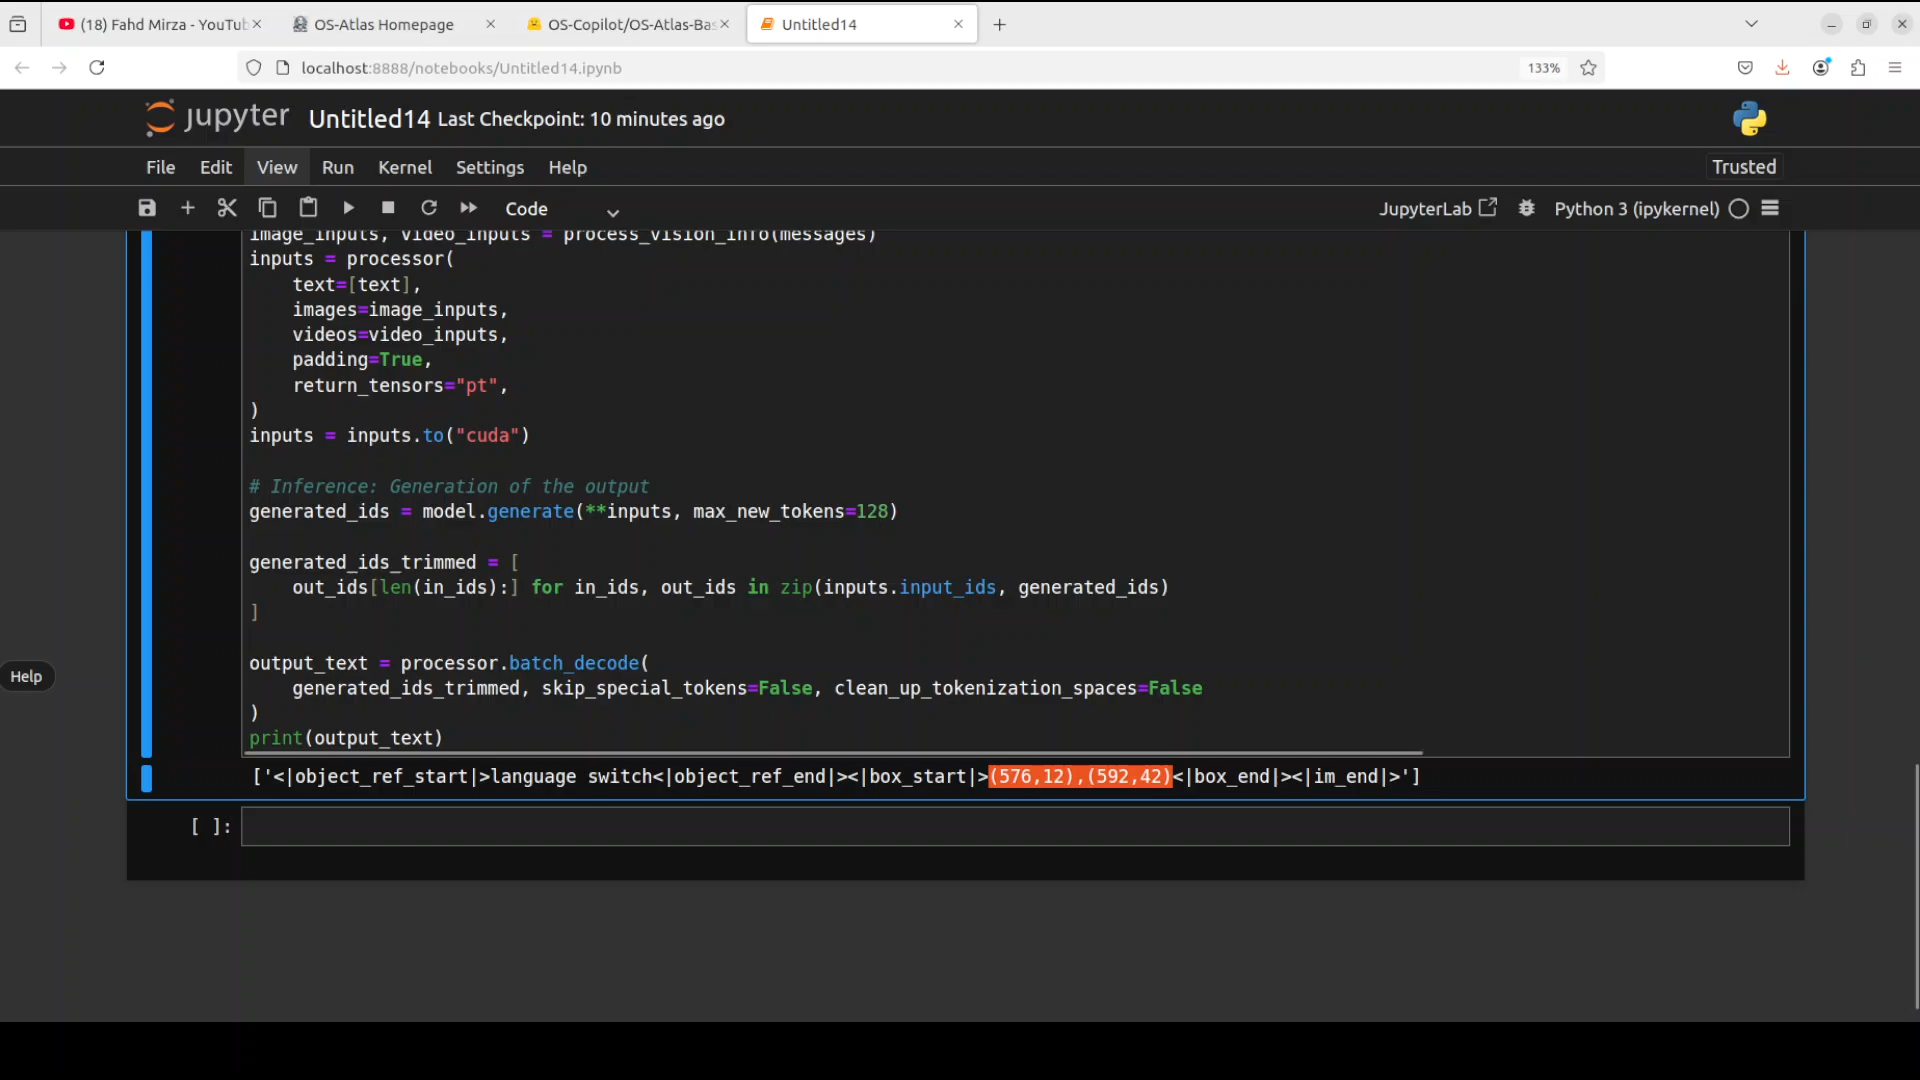 (18) Fahd Mirza - YouTub
OS-Atlas Homepage
OS-Copilot/OS-Atlas-Bas
Untitled14
localhost:8888/notebooks/Untitled14.ipynb
133%
jupyter Untitled14 Last Checkpoint: 10 minutes ago
File Edit View Run Kernel Settings Help
Trusted
Code
JupyterLab
Python 3 (ipykernel)
image_inputs, video_inputs = process_vision_info(messages)
inputs = processor(
    text=[text],
    images=image_inputs,
    videos=video_inputs,
    padding=True,
    return_tensors="pt",
)
inputs = inputs.to("cuda")
# Inference: Generation of the output
generated_ids = model.generate(**inputs, max_new_tokens=128)
generated_ids_trimmed = [
    out_ids[len(in_ids):] for in_ids, out_ids in zip(inputs.input_ids, generated_ids)
]
output_text = processor.batch_decode(
    generated_ids_trimmed, skip_special_tokens=False, clean_up_tokenization_spaces=False
)
print(output_text)
Help
['<|object_ref_start|>language switch<|object_ref_end|><|box_start|>(576,12),(592,42)<|box_end|><|im_end|>']
[ ]: